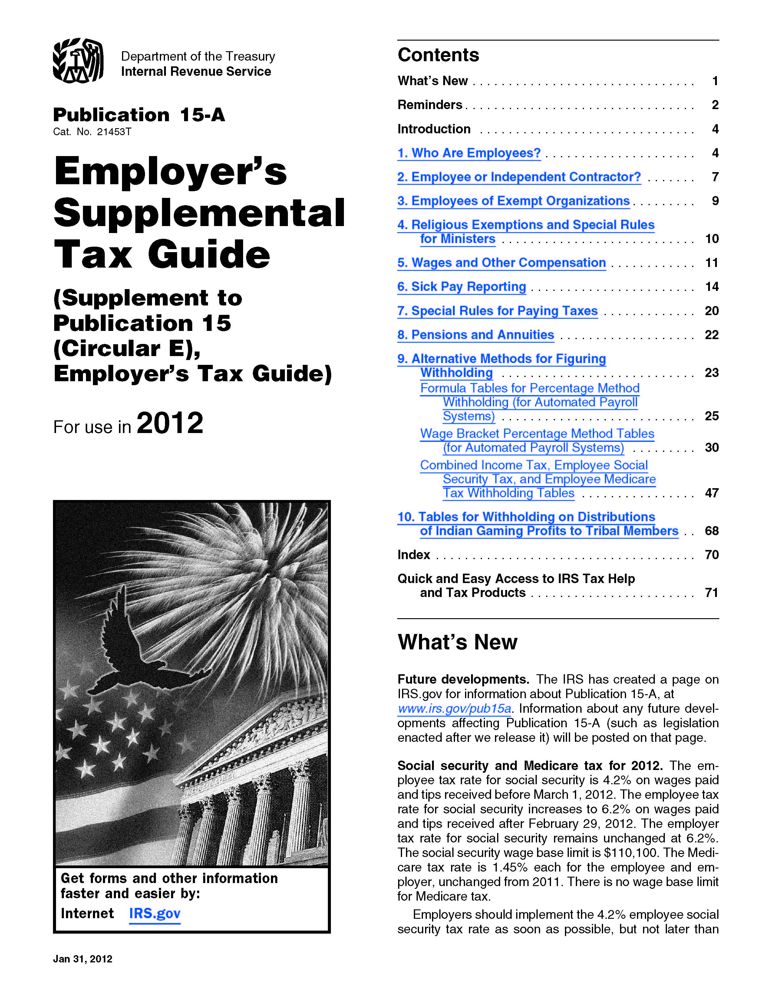 Department of the Treasury
Internal Revenue Service
Publication 15-A
Cat. No. 21453T
Employer's
Supplemental
Tax Guide
(Supplement to
Publication 15
(Circular E),
Employer's Tax Guide)
For use in 2012
Get forms and other information
faster and easier by:
Internet IRS.gov
Jan 31, 2012
Contents
What's New . . . . . . . . . . . . . . . . . . . . . . . . . . . . . . . 1
Reminders . . . . . . . . . . . . . . . . . . . . . . . . . . . . . . . . 2
Introduction . . . . . . . . . . . . . . . . . . . . . . . . . . . . . . 4
1. Who Are Employees? . . . . . . . . . . . . . . . . . . . . . 4
2. Employee or Independent Contractor? . . . . . . . 7
3. Employees of Exempt Organizations . . . . . . . . . 9
4. Religious Exemptions and Special Rules
for Ministers . . . . . . . . . . . . . . . . . . . . . . . . . . . 10
5. Wages and Other Compensation . . . . . . . . . . . . 11
6. Sick Pay Reporting . . . . . . . . . . . . . . . . . . . . . . . 14
7. Special Rules for Paying Taxes . . . . . . . . . . . . . 20
8. Pensions and Annuities . . . . . . . . . . . . . . . . . . . 22
9. Alternative Methods for Figuring
Withholding . . . . . . . . . . . . . . . . . . . . . . . . . . . 23
Formula Tables for Percentage Method
Withholding (for Automated Payroll
Systems) . . . . . . . . . . . . . . . . . . . . . . . . . . . 25
Wage Bracket Percentage Method Tables
(for Automated Payroll Systems) . . . . . . . . . 30
Combined Income Tax, Employee Social
Security Tax, and Employee Medicare
Tax Withholding Tables . . . . . . . . . . . . . . . . 47
10. Tables for Withholding on Distributions
of Indian Gaming Profits to Tribal Members . . 68
Index . . . . . . . . . . . . . . . . . . . . . . . . . . . . . . . . . . . . 70
Quick and Easy Access to IRS Tax Help
and Tax Products . . . . . . . . . . . . . . . . . . . . . . . 71
What's New
Future developments. The IRS has created a page on
IRS.gov for information about Publication 15-A, at
www.irs.gov/pub15a. Information about any future devel-
opments affecting Publication 15-A (such as legislation
enacted after we release it) will be posted on that page.
Social security and Medicare tax for 2012. The em-
ployee tax rate for social security is 4.2% on wages paid
and tips received before March 1, 2012. The employee tax
rate for social security increases to 6.2% on wages paid
and tips received after February 29, 2012. The employer
tax rate for social security remains unchanged at 6.2%.
The social security wage base limit is $110,100. The Medi-
care tax rate is 1.45% each for the employee and em-
ployer, unchanged from 2011. There is no wage base limit
for Medicare tax.
Employers should implement the 4.2% employee social
security tax rate as soon as possible, but not later than